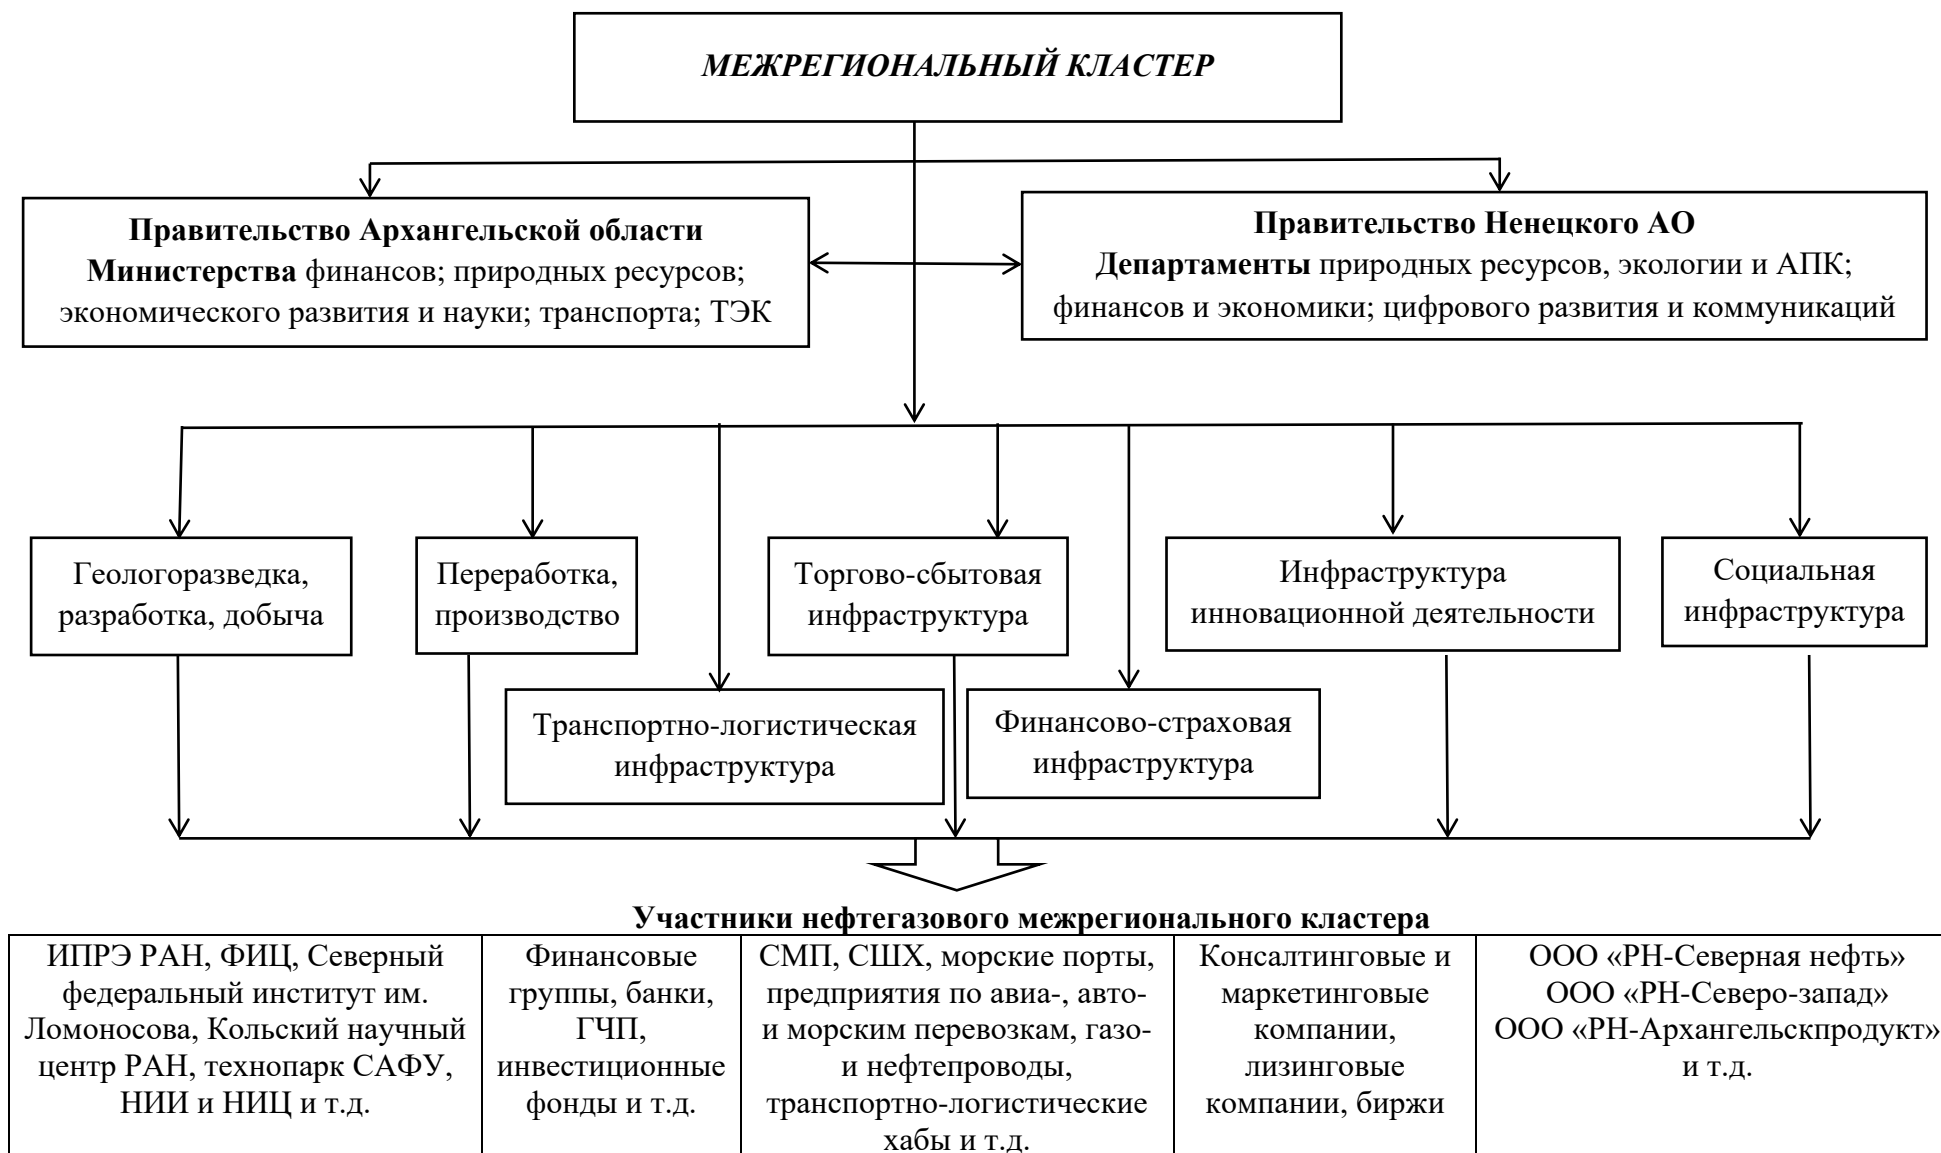 МЕЖРЕГИОНАЛЬНЫЙ КЛАСТЕР
Правительство Архангельской области
Министерства финансов; природных ресурсов;
экономического развития и науки; транспорта; ТЭК
Правительство Ненецкого АО
Департаменты природных ресурсов, экологии и АПК;
финансов и экономики; цифрового развития и коммуникаций
Геологоразведка,
разработка, добыча
Переработка,
производство
Торгово-сбытовая
инфраструктура
Инфраструктура
инновационной деятельности
Социальная
инфраструктура
Транспортно-логистическая
инфраструктура
Финансово-страховая
инфраструктура
Участники нефтегазового межрегионального кластера
ИПРЭ РАН, ФИЦ, Северный
федеральный институт им.
Ломоносова, Кольский научный
центр РАН, технопарк САФУ,
НИИ и НИЦ и т.д.
Финансовые
группы, банки,
ГЧП,
инвестиционные
фонды и т.д.
СМП, СШХ, морские порты,
предприятия по авиа-, авто-
и морским перевозкам, газо-
и нефтепроводы,
транспортно-логистические
хабы и т.д.
Консалтинговые и
маркетинговые
компании,
лизинговые
компании, биржи
ООО «РН-Северная нефть»
ООО «РН-Северо-запад»
ООО «РН-Архангельскпродукт»
и т.д.